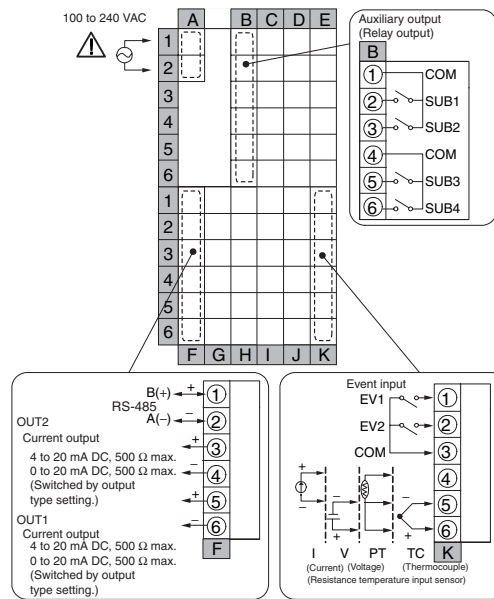 100 to 240 VAC
A B C D E
1
2
3
4
5
6
1
2
3
4
5
6
F G H I J K
Auxiliary output
(Relay output)
B
1 COM
2 SUB1
3 SUB2
4 COM
5 SUB3
6 SUB4
B(+) + 1
RS-485
A(−) − 2
OUT2
Current output
+ 3
4 to 20 mA DC, 500 Ω max.
0 to 20 mA DC, 500 Ω max.
− 4
(Switched by output
type setting.)
+ 5
OUT1
− 6
Current output
4 to 20 mA DC, 500 Ω max.
0 to 20 mA DC, 500 Ω max.
(Switched by output
type setting.)
F
Event input
EV1 1
EV2 2
COM 3
4
+ − − 5
− + + 6
I V PT TC K
(Current) (Voltage) (Thermocouple)
(Resistance temperature input sensor)